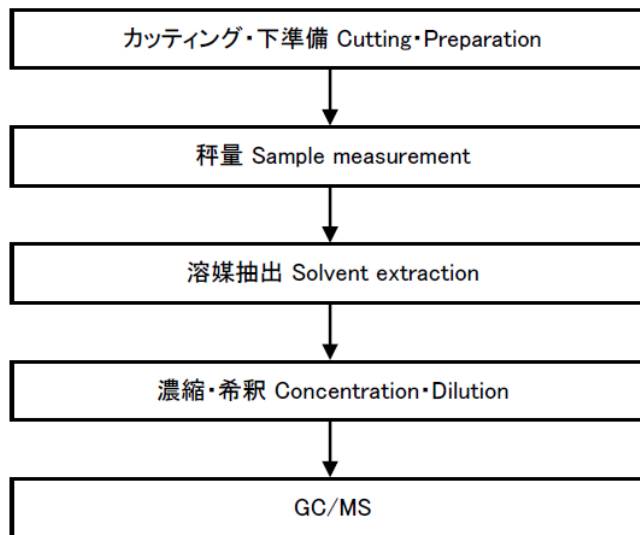 カッティング・下準備 Cutting・Preparation
秤量 Sample measurement
溶媒抽出 Solvent extraction
濃縮・希釈 Concentration・Dilution
GC/MS